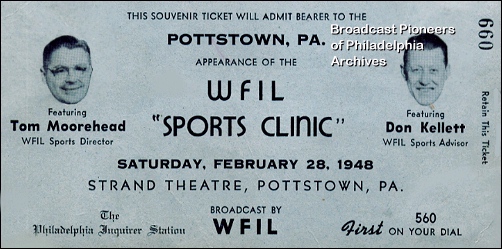 THIS SOUVENIR TICKET WILL ADMIT BEARER TO THE
POTTSTOWN, PA.
Broadcast Pioneers
of Philadelphia
Archives
APPEARANCE OF THE
WFIL
"SPORTS CLINIC"
Featuring
Tom Moorehead
WFIL Sports Director
Featuring
Don Kellett
WFIL Sports Advisor
SATURDAY, FEBRUARY 28, 1948
STRAND THEATRE, POTTSTOWN, PA.
The
Philadelphia Inquirer Station
BROADCAST BY
WFIL
First 560
ON YOUR DIAL
660
Retain This Ticket